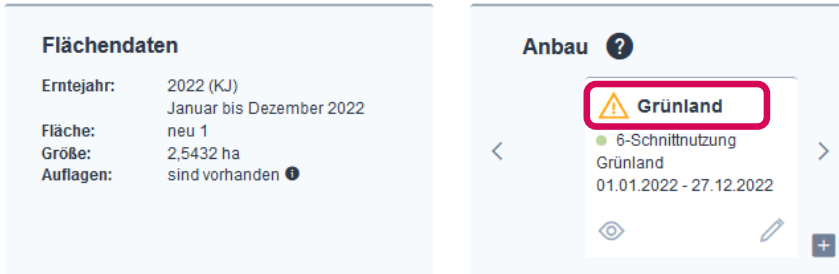 Flächendaten
Erntejahr: 2022 (KJ)
Januar bis Dezember 2022
Fläche: neu 1
Größe: 2,5432 ha
Auflagen: sind vorhanden
Anbau
Grünland
6-Schnittnutzung
Grünland
01.01.2022 - 27.12.2022